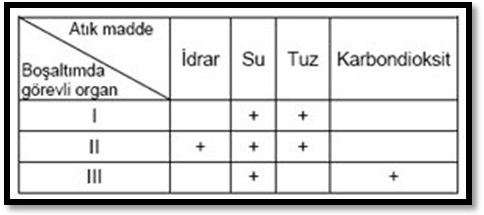 Atık madde
Boşaltımda
görevli organ
İdrar Su Tuz Karbondioksit
I + +
II + + +
III + +